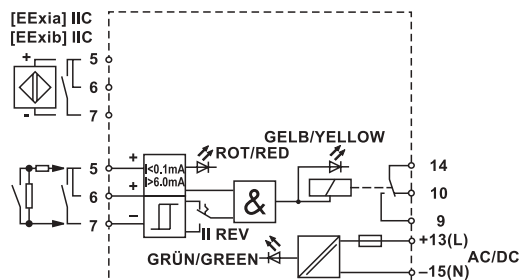 [EExia] IIC
[EExib] IIC
+
5
6
-
7
GELB/YELLOW
ROT/RED
5
+
I<0.1mA
I>6.0mA
6
+
7
−
&
II REV
GRÜN/GREEN
14
10
9
+13(L)
AC/DC
−15(N)